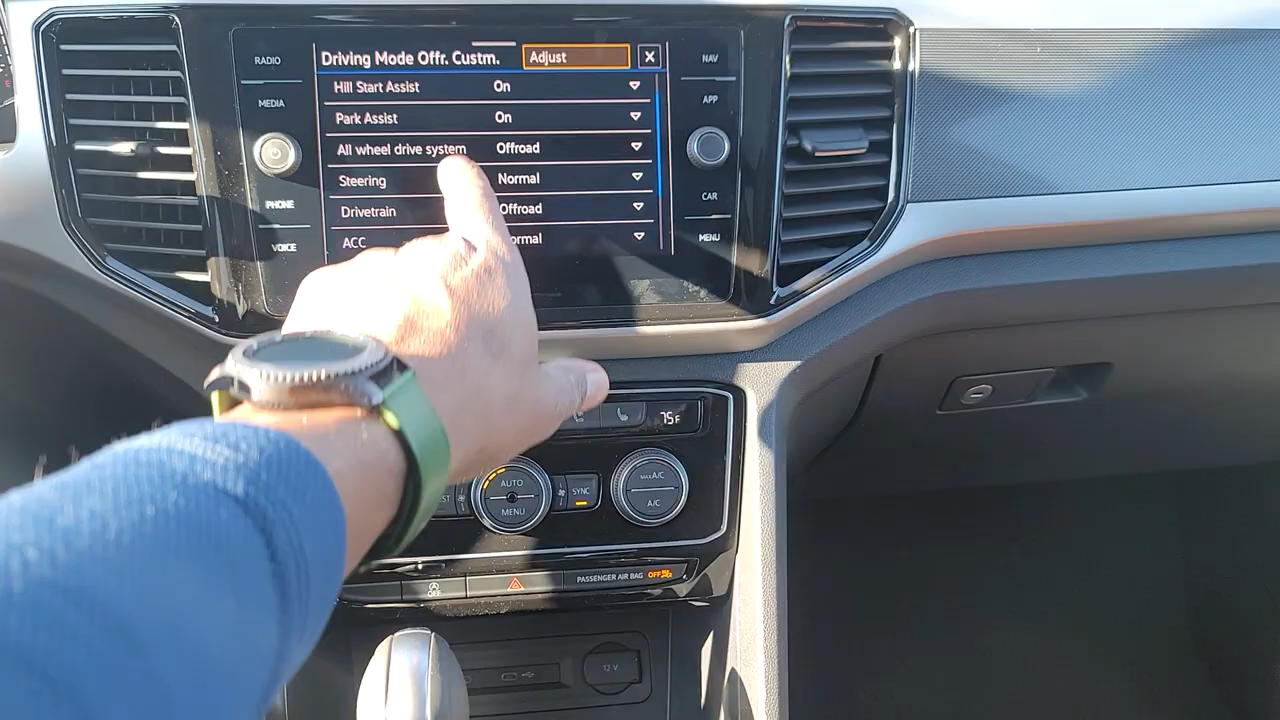 RADIO
MEDIA
PHONE
VOICE
Driving Mode Offr. Custm. Adjust X
Hill Start Assist On
Park Assist On
All wheel drive system Offroad
Steering Normal
Drivetrain Offroad
ACC
NAV
APP
CAR
MENU
75F
AUTO
MENU
SYNC
MAX A/C
A/C
OFF
PASSENGER AIR BAG OFF
12 V